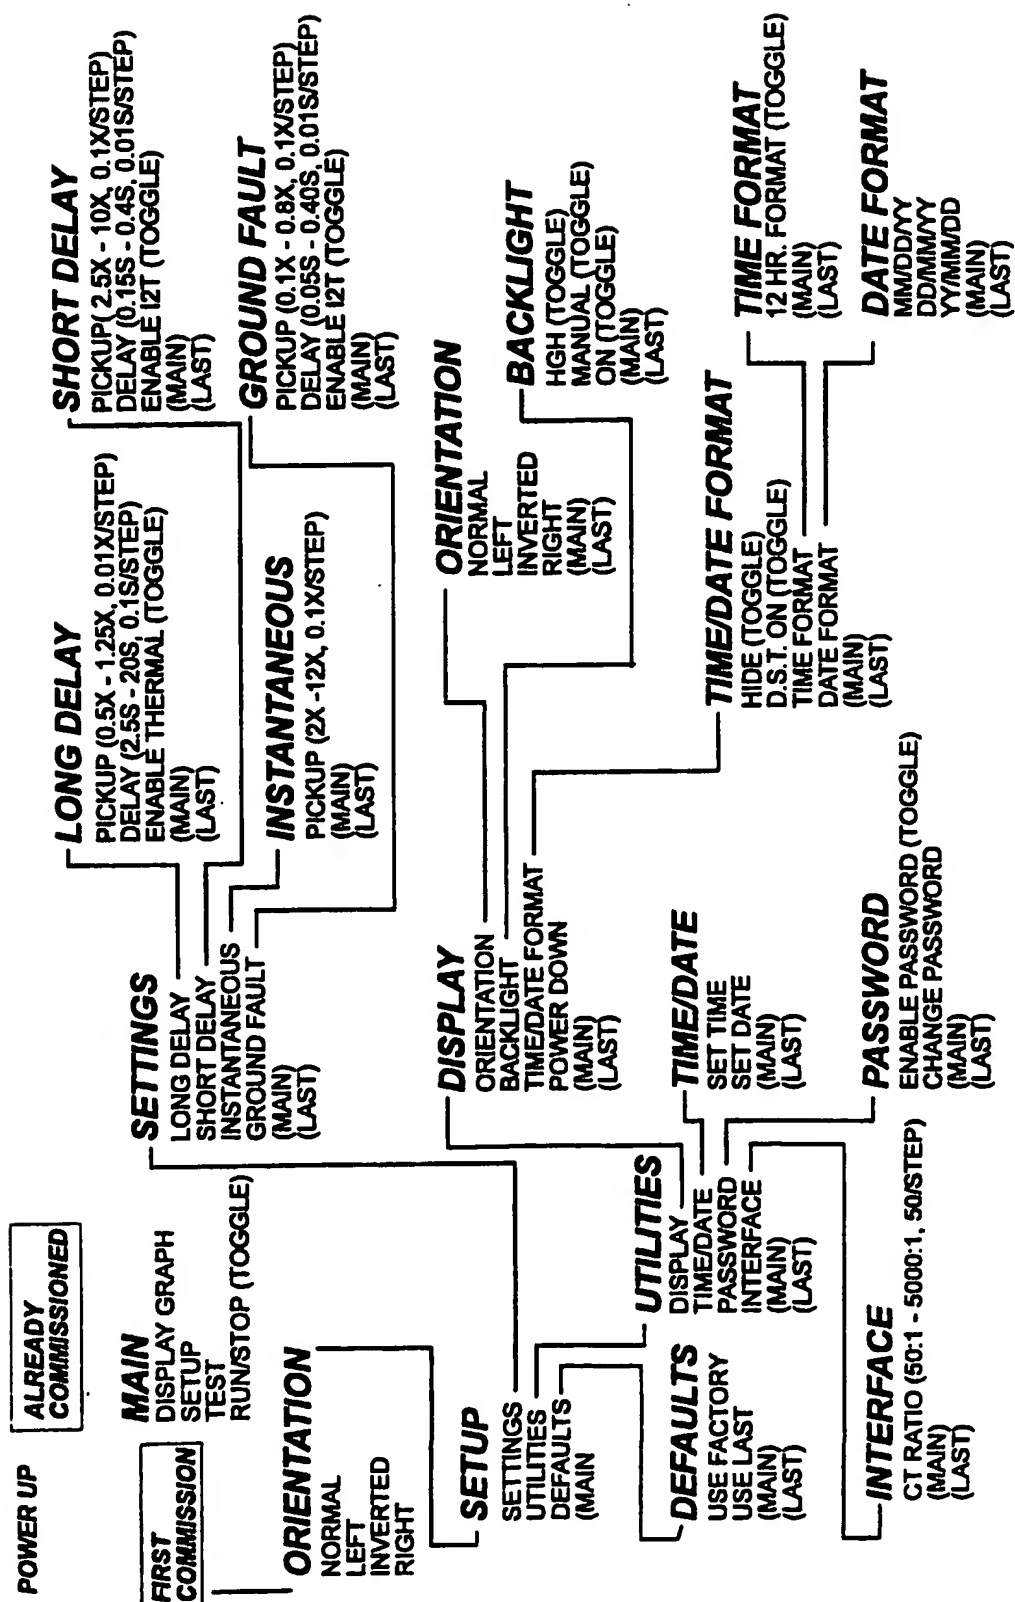 POWER UP
ALREADY
COMMISSIONED
FIRST
COMMISSION
MAIN
DISPLAY GRAPH
SETUP
TEST
RUN/STOP (TOGGLE)
ORIENTATION
NORMAL
LEFT
INVERTED
RIGHT
SETUP
SETTINGS
UTILITIES
DEFAULTS
(MAIN
SETTINGS
LONG DELAY
SHORT DELAY
INSTANTANEOUS
GROUND FAULT
(MAIN)
(LAST)
LONG DELAY
PICKUP (0.5X - 1.25X, 0.01X/STEP)
DELAY (2.5S - 20S, 0.1S/STEP)
ENABLE THERMAL (TOGGLE)
(MAIN)
(LAST)
SHORT DELAY
PICKUP( 2.5X - 10X, 0.1X/STEP)
DELAY (0.15S - 0.4S, 0.01S/STEP)
ENABLE I2T (TOGGLE)
(MAIN)
(LAST)
INSTANTANEOUS
PICKUP (2X -12X, 0.1X/STEP)
(MAIN)
(LAST)
GROUND FAULT
PICKUP (0.1X - 0.8X, 0.1X/STEP)
DELAY (0.05S - 0.40S, 0.01S/STEP)
ENABLE I2T (TOGGLE)
(MAIN)
(LAST)
DEFAULTS
USE FACTORY
USE LAST
(MAIN)
(LAST)
UTILITIES
DISPLAY
TIME/DATE
PASSWORD
INTERFACE
(MAIN)
(LAST)
DISPLAY
ORIENTATION
BACKLIGHT
TIME/DATE FORMAT
POWER DOWN
(MAIN)
(LAST)
ORIENTATION
NORMAL
LEFT
INVERTED
RIGHT
(MAIN)
(LAST)
BACKLIGHT
HGH (TOGGLE)
MANUAL (TOGGLE)
ON (TOGGLE)
(MAIN)
(LAST)
TIME/DATE
SET TIME
SET DATE
(MAIN)
(LAST)
TIME/DATE FORMAT
HIDE (TOGGLE)
D.S.T. ON (TOGGLE)
TIME FORMAT
DATE FORMAT
(MAIN)
(LAST)
TIME FORMAT
12 HR. FORMAT (TOGGLE)
(MAIN)
(LAST)
DATE FORMAT
MM/DD/YY
DD/MM/YY
YY/MM/DD
(MAIN)
(LAST)
INTERFACE
CT RATIO (50:1 - 5000:1, 50/STEP)
(MAIN)
(LAST)
PASSWORD
ENABLE PASSWORD (TOGGLE)
CHANGE PASSWORD
(MAIN)
(LAST)